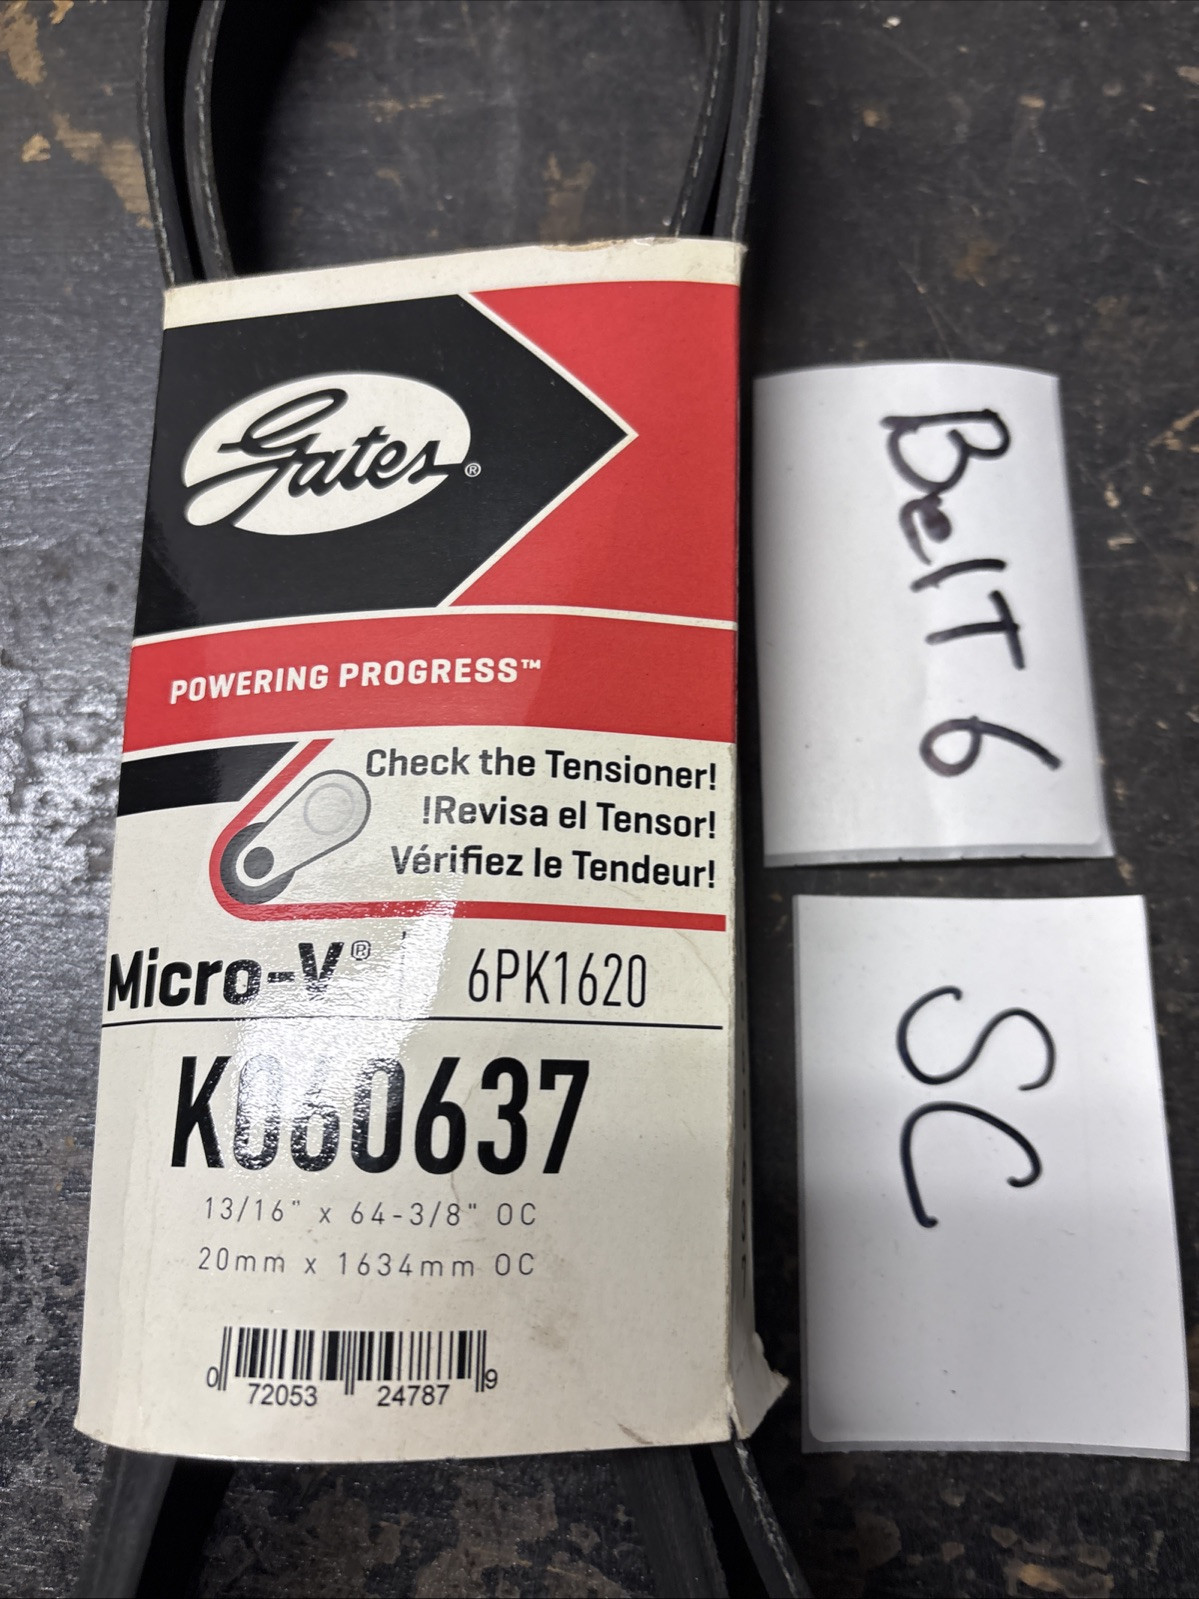 Gates®
POWERING PROGRESS™
Check the Tensioner!
!Revisa el Tensor!
Vérifiez le Tendeur!
Micro-V® 6PK1620
K060637
13/16" x 64-3/8" OC
20mm x 1634mm OC
0 72053 24787 9
BelT 6
SC